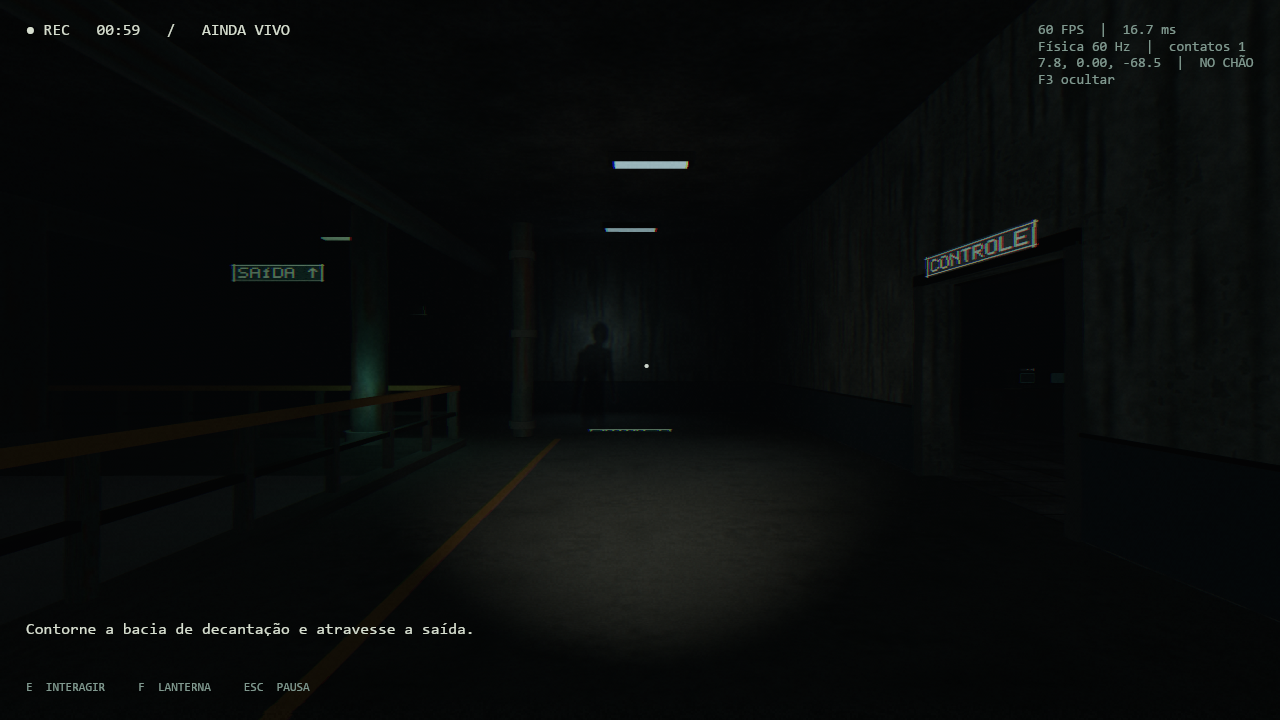 ● REC 00:59 / AINDA VIVO
60 FPS | 16.7 ms
Física 60 Hz | contatos 1
7.8, 0.00, -68.5 | NO CHÃO
F3 ocultar
CONTROLE
SAíDA ↑
Contorne a bacia de decantação e atravesse a saída.
E INTERAGIR F LANTERNA ESC PAUSA